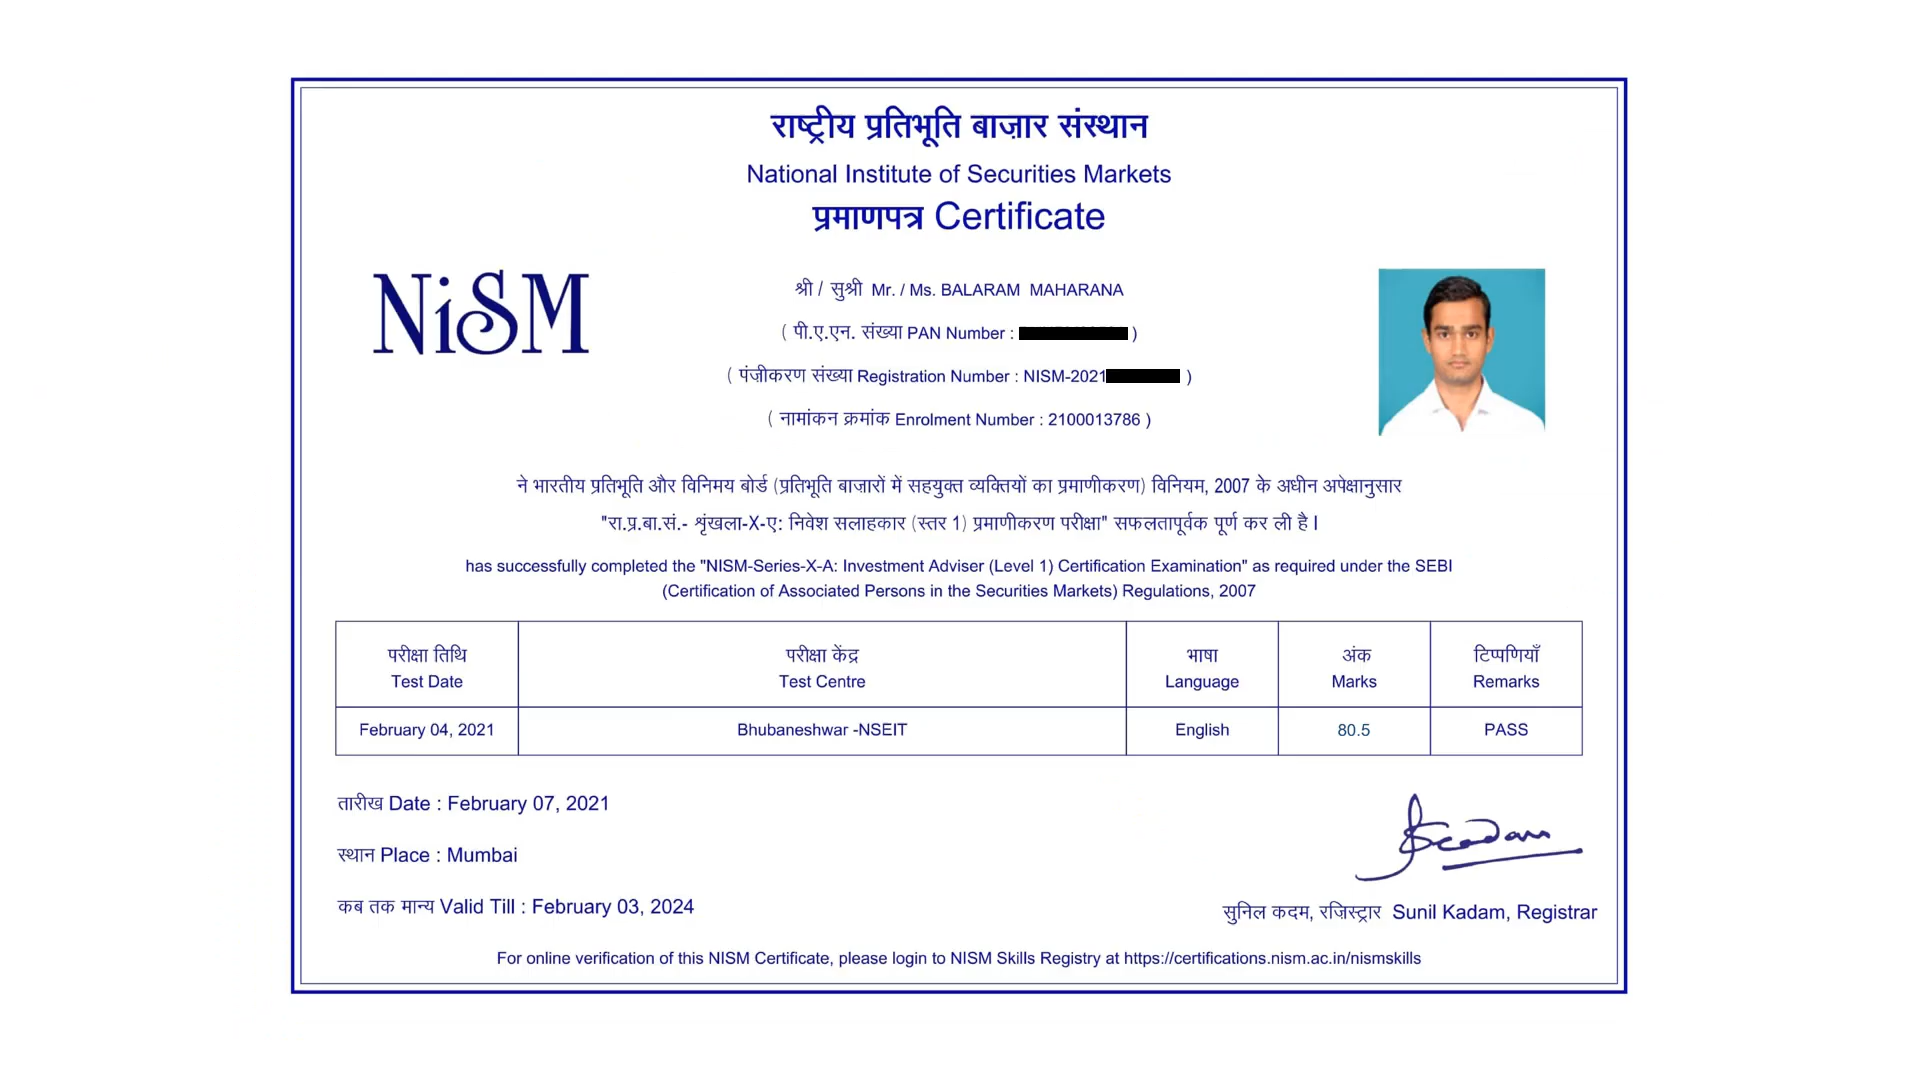 राष्ट्रीय प्रतिभूति बाज़ार संस्थान
National Institute of Securities Markets
प्रमाणपत्र Certificate
NiSM
श्री / सुश्री Mr. / Ms. BALARAM MAHARANA
( पी.ए.एन. संख्या PAN Number : )
( पंजीकरण संख्या Registration Number : NISM-2021 )
( नामांकन क्रमांक Enrolment Number : 2100013786 )
ने भारतीय प्रतिभूति और विनिमय बोर्ड (प्रतिभूति बाजारों में सहयुक्त व्यक्तियों का प्रमाणीकरण) विनियम, 2007 के अधीन अपेक्षानुसार
"रा.प्र.बा.सं.- शृंखला-X-ए: निवेश सलाहकार (स्तर 1) प्रमाणीकरण परीक्षा" सफलतापूर्वक पूर्ण कर ली है।
has successfully completed the "NISM-Series-X-A: Investment Adviser (Level 1) Certification Examination" as required under the SEBI
(Certification of Associated Persons in the Securities Markets) Regulations, 2007
परीक्षा तिथि परीक्षा केंद्र भाषा अंक टिप्पणियाँ
Test Date Test Centre Language Marks Remarks
February 04, 2021 Bhubaneshwar -NSEIT English 80.5 PASS
तारीख Date : February 07, 2021
स्थान Place : Mumbai
कब तक मान्य Valid Till : February 03, 2024
Skadam
सुनिल कदम, रजिस्ट्रार Sunil Kadam, Registrar
For online verification of this NISM Certificate, please login to NISM Skills Registry at https://certifications.nism.ac.in/nismskills